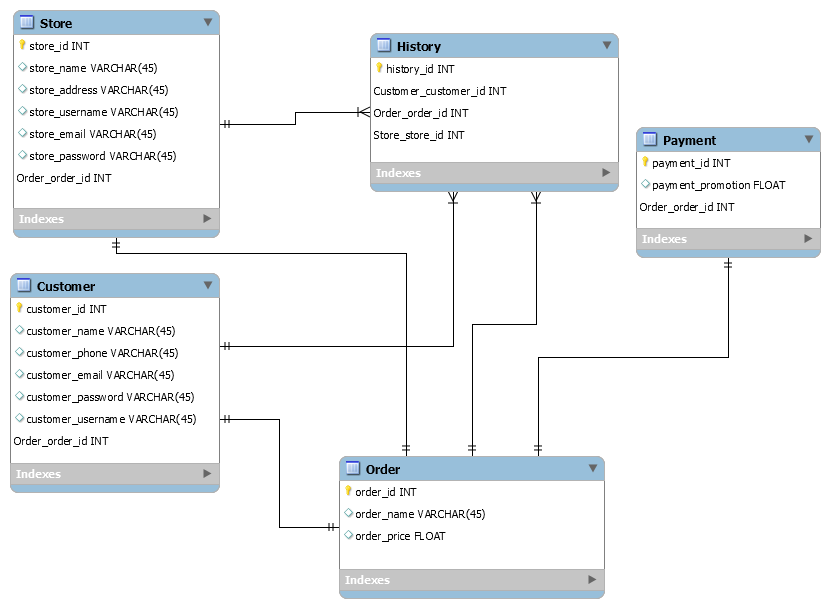 Store
store_id INT
store_name VARCHAR(45)
store_address VARCHAR(45)
store_username VARCHAR(45)
store_email VARCHAR(45)
store_password VARCHAR(45)
Order_order_id INT
Indexes
History
history_id INT
Customer_customer_id INT
Order_order_id INT
Store_store_id INT
Indexes
Payment
payment_id INT
payment_promotion FLOAT
Order_order_id INT
Indexes
Customer
customer_id INT
customer_name VARCHAR(45)
customer_phone VARCHAR(45)
customer_email VARCHAR(45)
customer_password VARCHAR(45)
customer_username VARCHAR(45)
Order_order_id INT
Indexes
Order
order_id INT
order_name VARCHAR(45)
order_price FLOAT
Indexes